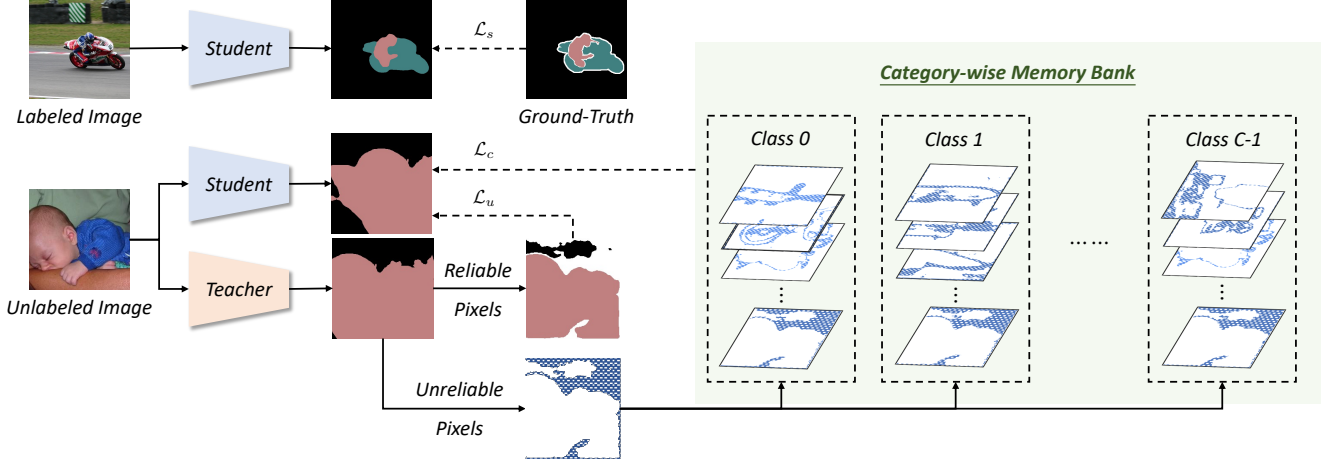 Student
ℒs
Labeled Image
Ground-Truth
Category-wise Memory Bank
Class 0
Class 1
Class C-1
ℒc
Student
ℒu
Unlabeled Image
Teacher
Reliable
Pixels
Unreliable
Pixels
⋮
⋮
⋮
... ...